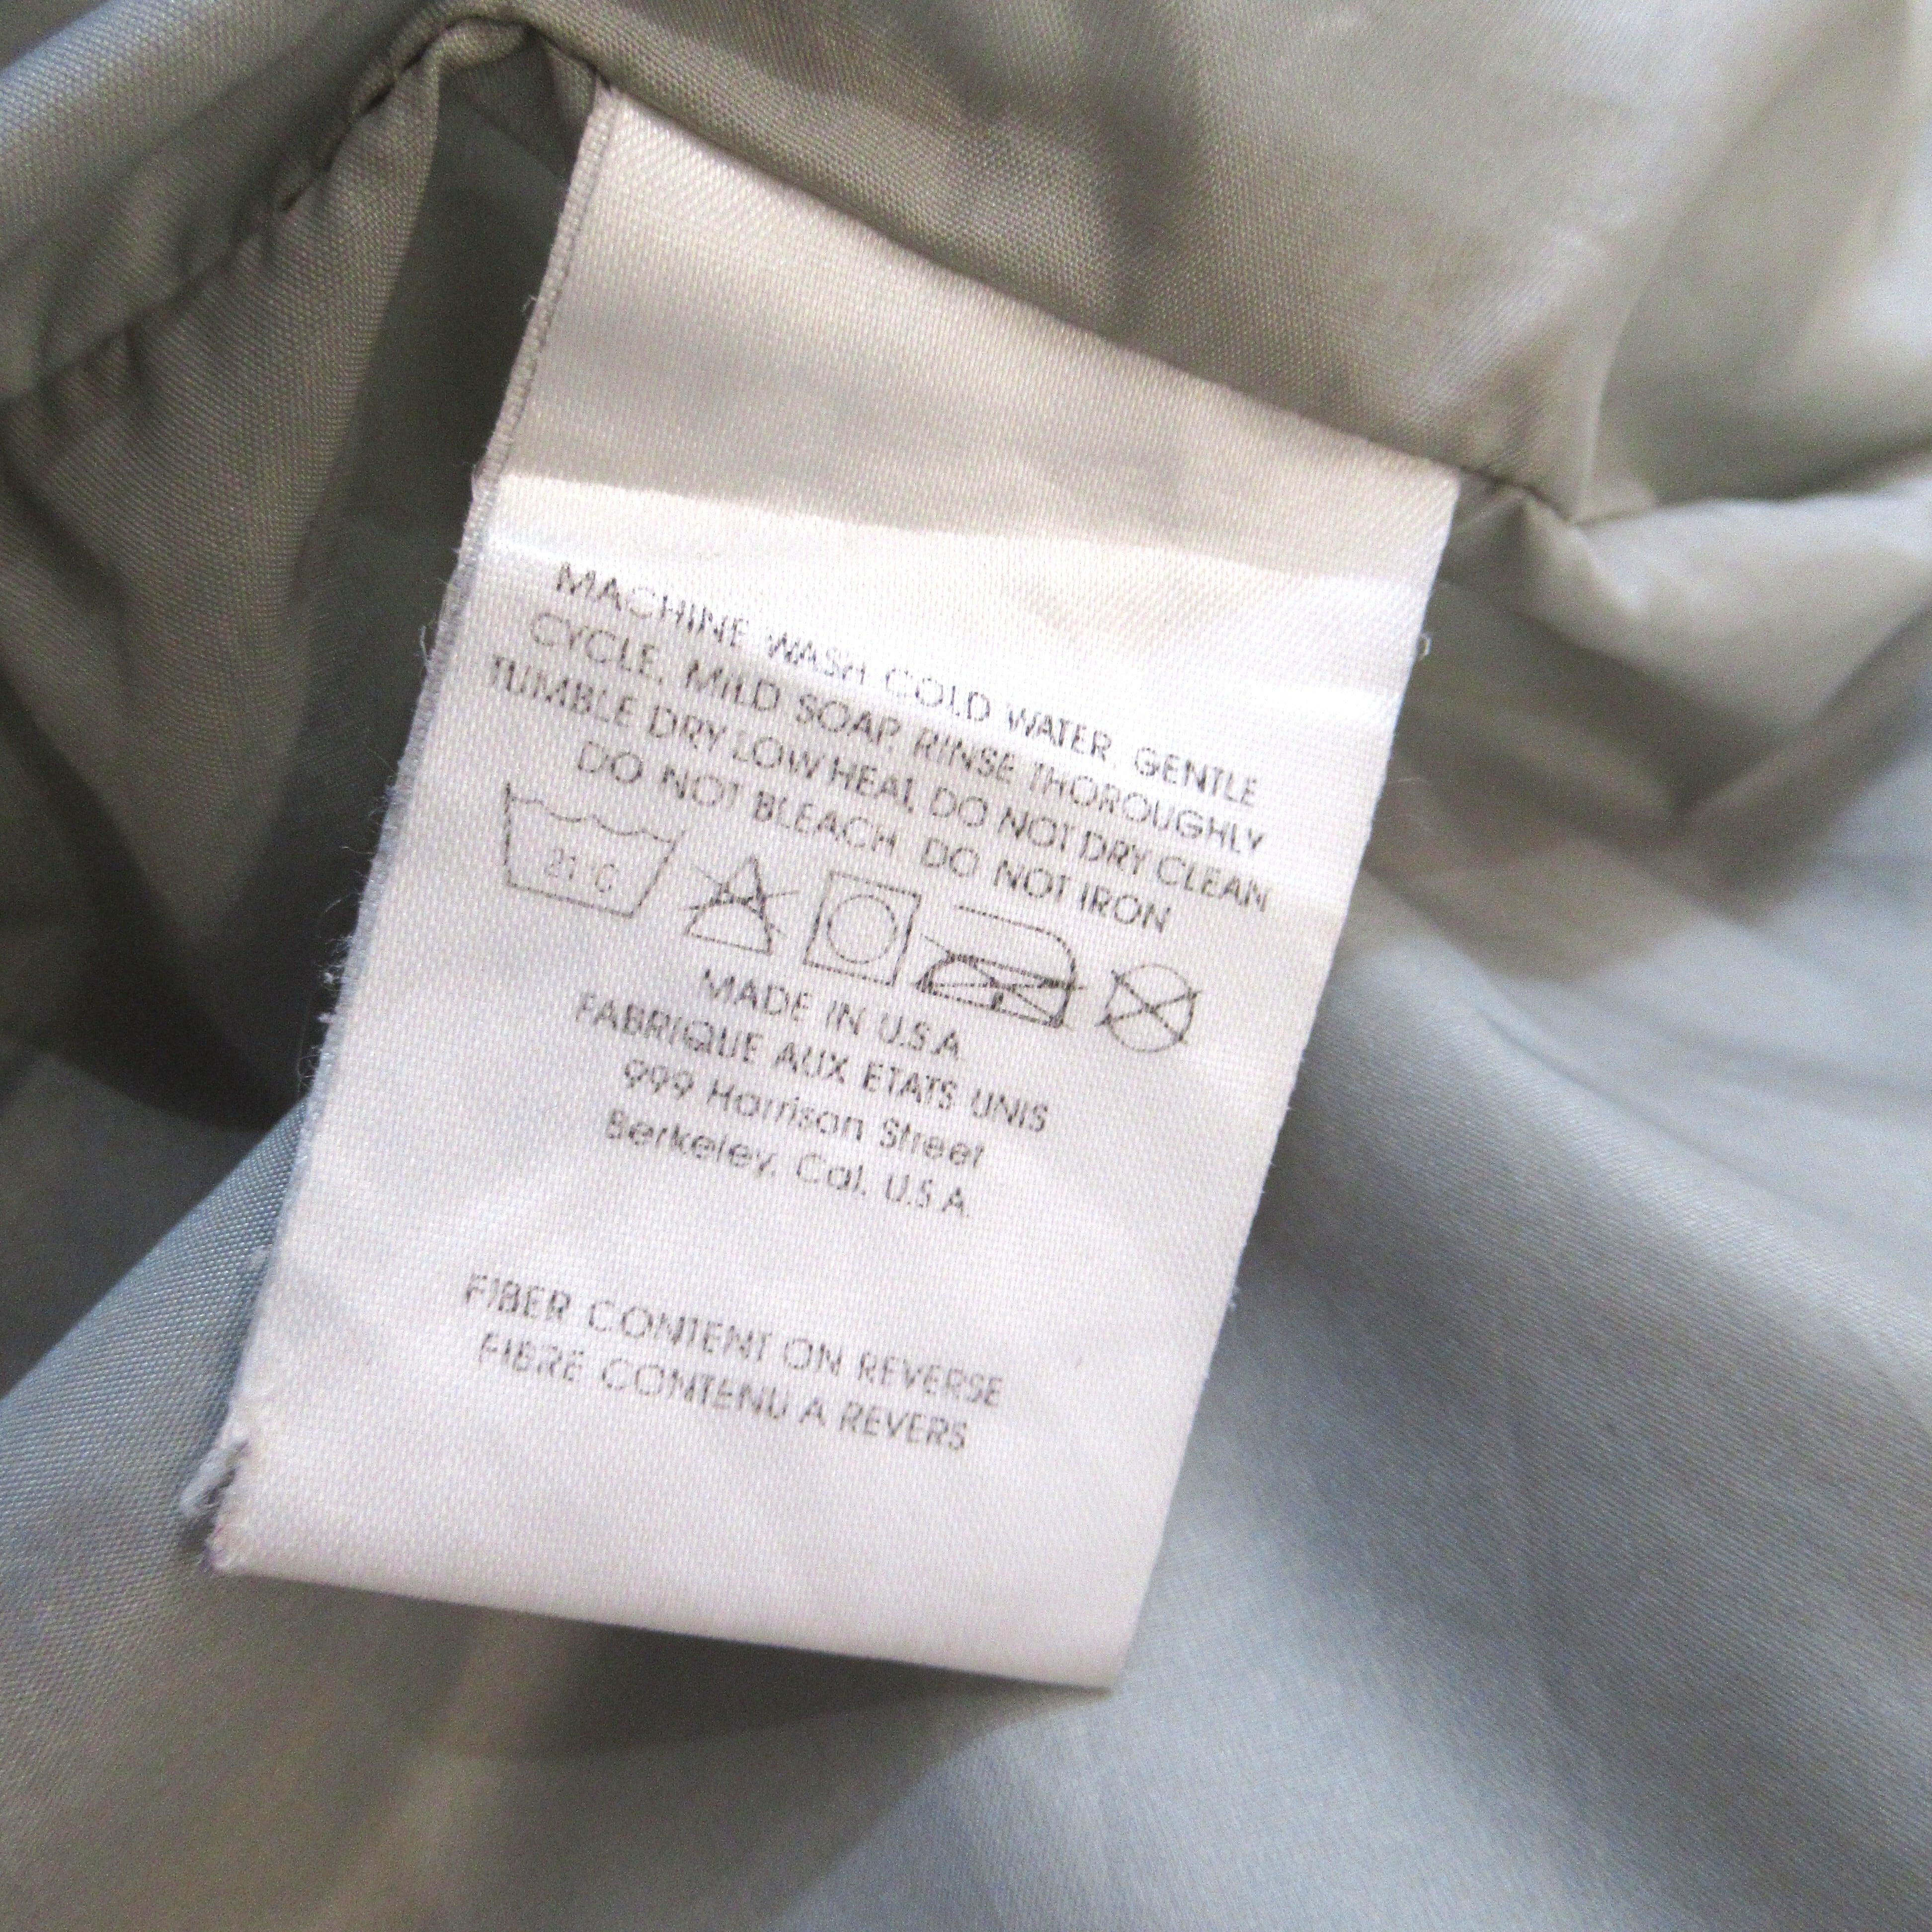 MACHINE WASH COLD WATER, GENTLE
CYCLE, MILD SOAP, RINSE THOROUGHLY
TUMBLE DRY LOW HEAT, DO NOT DRY CLEAN
DO NOT BLEACH, DO NOT IRON
21°C
MADE IN U.S.A.
FABRIQUE AUX ETATS UNIS
999 Harrison Street
Berkeley, Cal. U.S.A.
FIBER CONTENT ON REVERSE
FIBRE CONTENU A REVERS